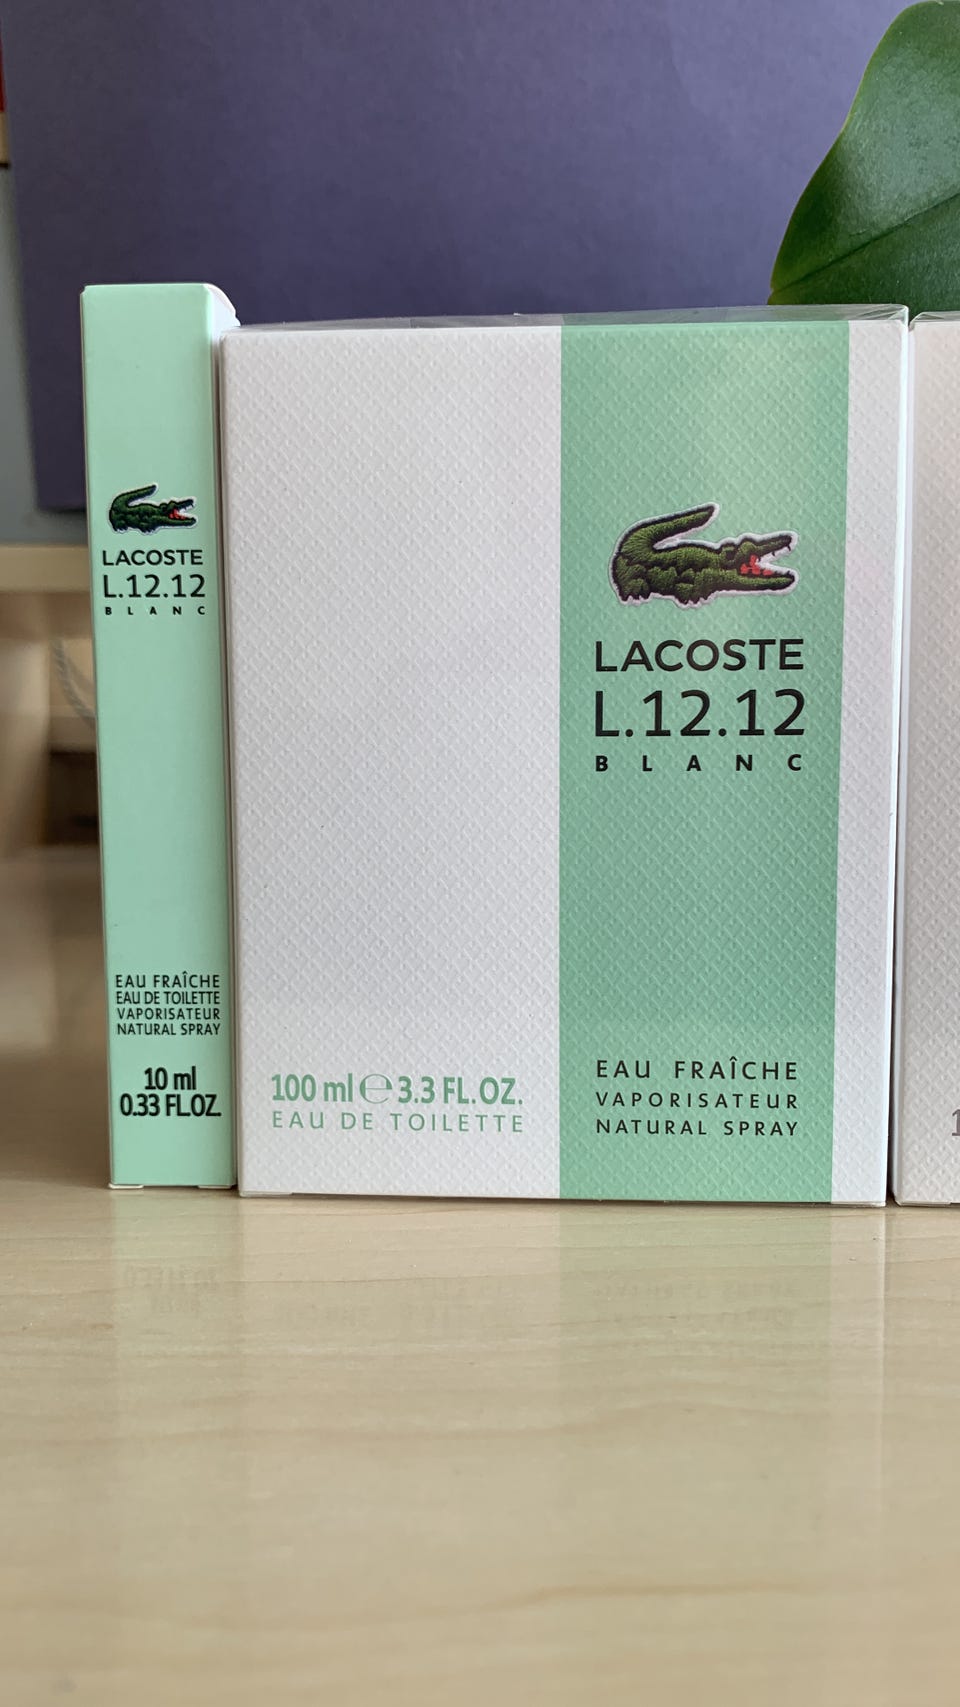 LACOSTE
L.12.12
BLANC
EAU FRAÎCHE
EAU DE TOILETTE
VAPORISATEUR
NATURAL SPRAY
10 ml
0.33 FL.OZ.
100 ml ℮ 3.3 FL.OZ.
EAU DE TOILETTE
LACOSTE
L.12.12
BLANC
EAU FRAÎCHE
VAPORISATEUR
NATURAL SPRAY
1